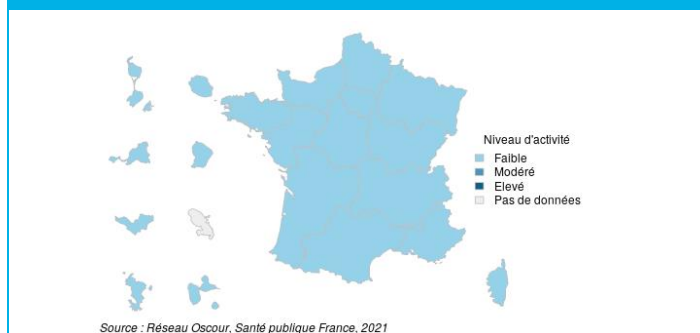 Niveau d'activité
Faible
Modéré
Elevé
Pas de données
Source : Réseau Oscour, Santé publique France, 2021